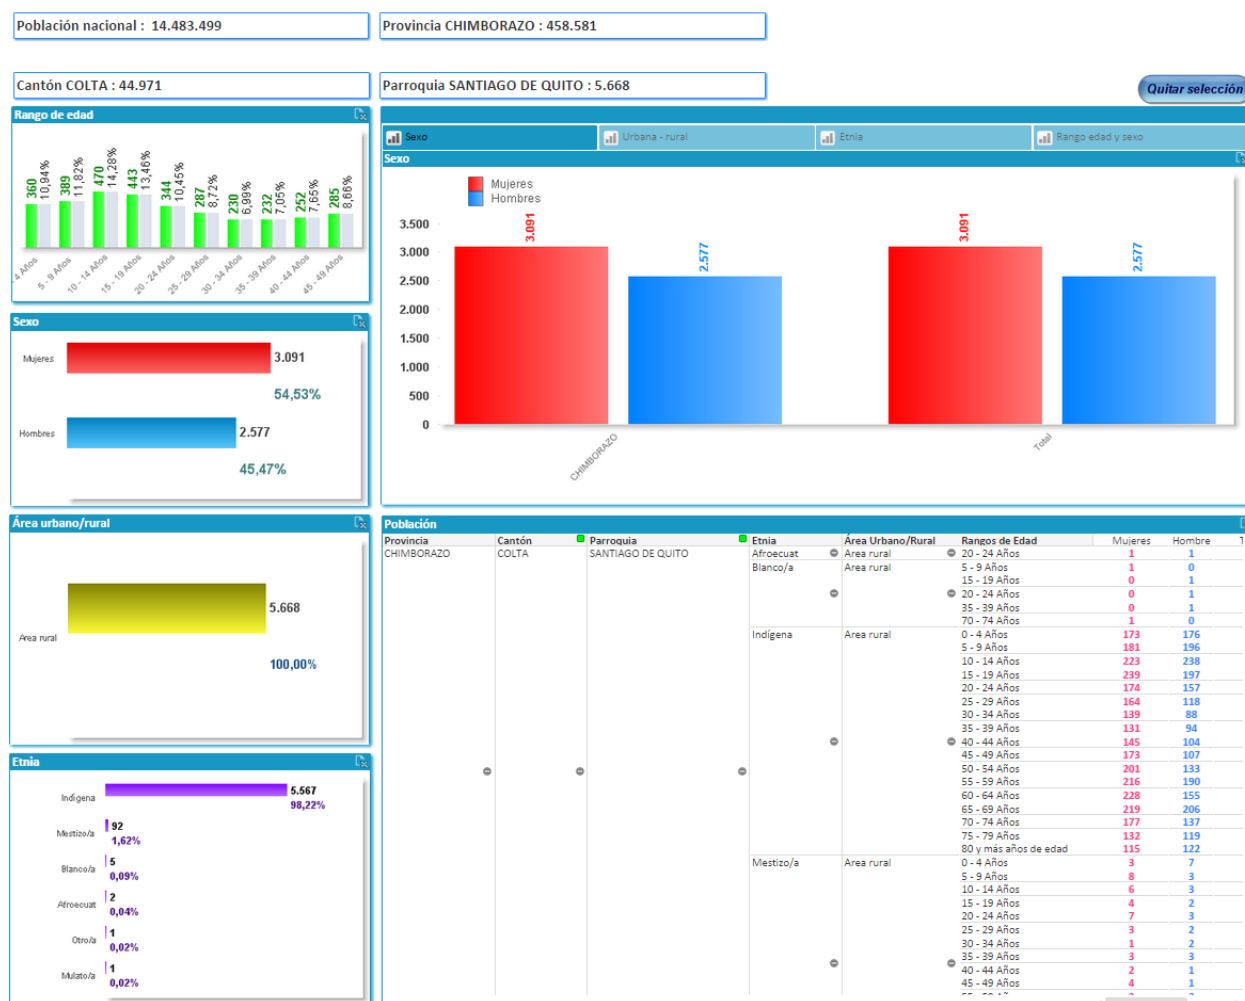 Población nacional : 14.483.499
Provincia CHIMBORAZO : 458.581
Cantón COLTA : 44.971
Parroquia SANTIAGO DE QUITO : 5.668
Quitar selección
Rango de edad
360 10,94%
389 11,82%
470 14,28%
443 13,46%
344 10,45%
287 8,72%
230 6,99%
232 7,05%
252 7,65%
285 8,66%
- 4 Años
5 - 9 Años
10 - 14 Años
15 - 19 Años
20 - 24 Años
25 - 29 Años
30 - 34 Años
35 - 39 Años
40 - 44 Años
45 - 49 Años
Sexo
Mujeres 3.091
54,53%
Hombres 2.577
45,47%
Área urbano/rural
5.668
Area rural
100,00%
Etnia
Indígena 5.567
98,22%
Mestizo/a 92
1,62%
Blanco/a 5
0,09%
Afroecuat 2
0,04%
Otro/a 1
0,02%
Mulato/a 1
0,02%
Sexo Urbana - rural Etnia Rango edad y sexo
Sexo
Mujeres
Hombres
3.500
3.000
2.500
2.000
1.500
1.000
500
0
3.091
2.577
3.091
2.577
CHIMBORAZO
Total
Población
Provincia Cantón Parroquia Etnia Área Urbano/Rural Rangos de Edad Mujeres Hombre T
CHIMBORAZO COLTA SANTIAGO DE QUITO Afroecuat Area rural 20 - 24 Años 1 1
Blanco/a Area rural 5 - 9 Años 1 0
15 - 19 Años 0 1
20 - 24 Años 0 1
35 - 39 Años 0 1
70 - 74 Años 1 0
Indígena Area rural 0 - 4 Años 173 176
5 - 9 Años 181 196
10 - 14 Años 223 238
15 - 19 Años 239 197
20 - 24 Años 174 157
25 - 29 Años 164 118
30 - 34 Años 139 88
35 - 39 Años 131 94
40 - 44 Años 145 104
45 - 49 Años 173 107
50 - 54 Años 201 133
55 - 59 Años 216 190
60 - 64 Años 228 155
65 - 69 Años 219 206
70 - 74 Años 177 137
75 - 79 Años 132 119
80 y más años de edad 115 122
Mestizo/a Area rural 0 - 4 Años 3 7
5 - 9 Años 8 3
10 - 14 Años 6 3
15 - 19 Años 4 2
20 - 24 Años 7 3
25 - 29 Años 3 2
30 - 34 Años 1 2
35 - 39 Años 3 3
40 - 44 Años 2 1
45 - 49 Años 4 1